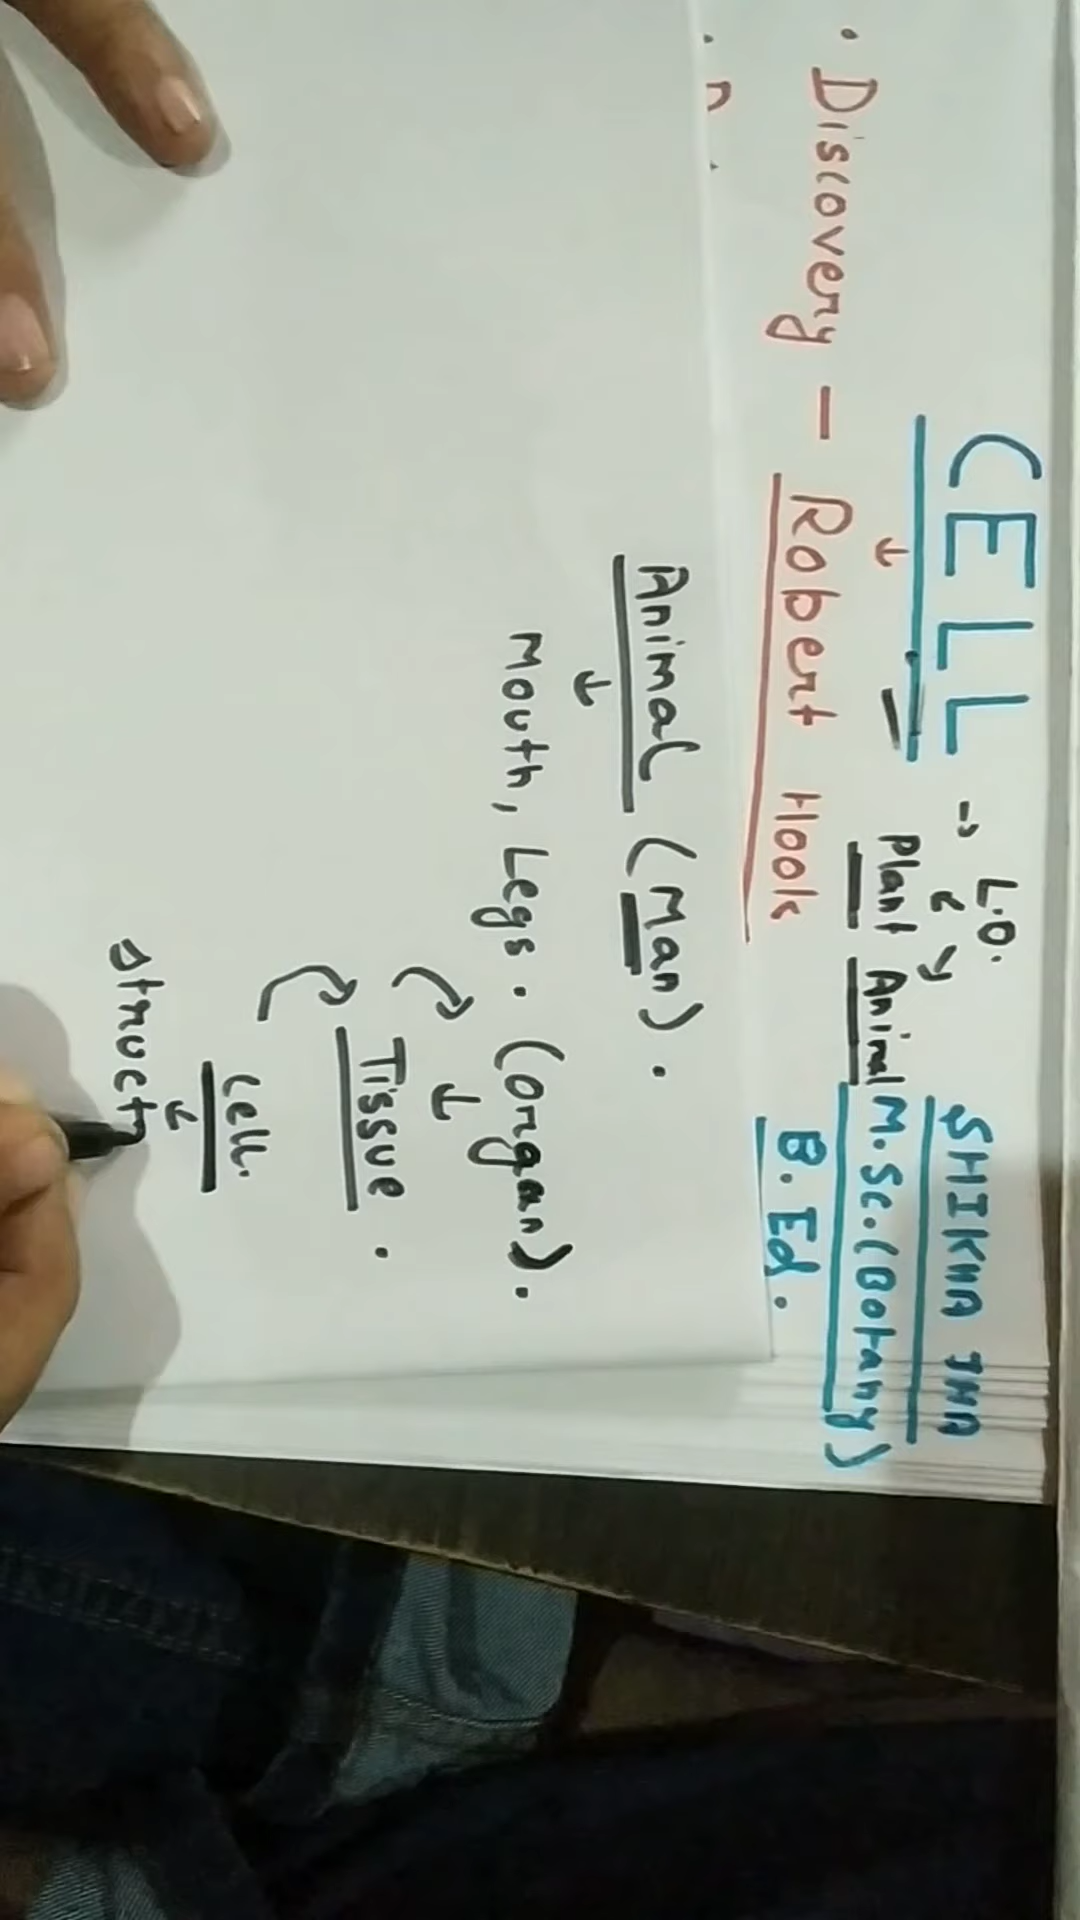 CELL → L.O.
Plant Animal
SHIKHA JHA
M.Sc.(Botany)
B.Ed.
• Discovery - Robert Hook
Animal (Man).
Mouth, Legs. (Organ).
Tissue.
Cell.
struct